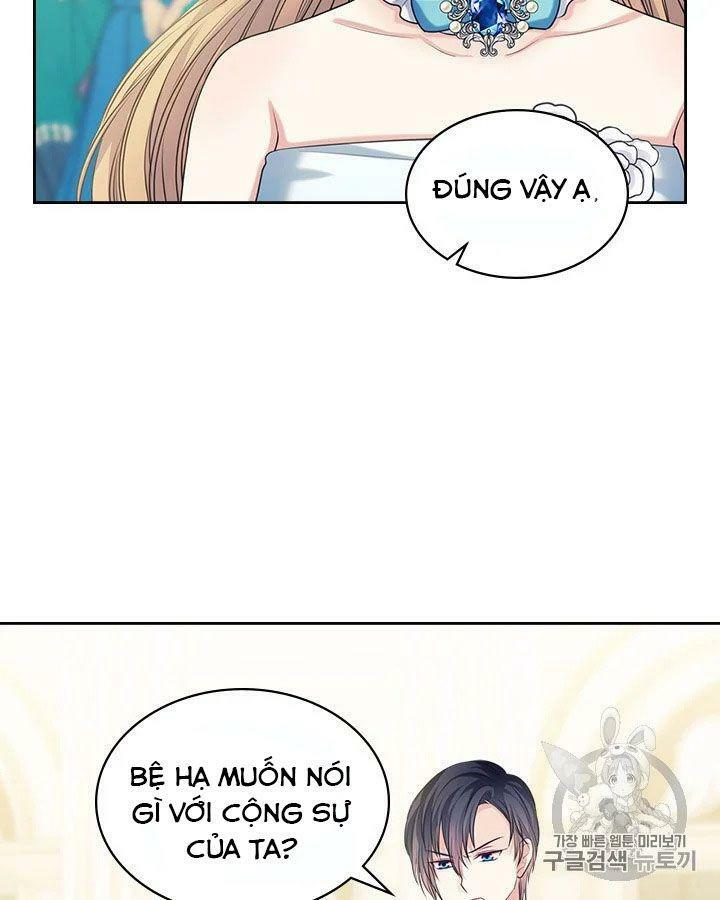 ĐÚNG VẬY Ạ.
BỆ HẠ MUỐN NÓI
GÌ VỚI CỘNG SỰ
CỦA TA?
가장 빠른 웹툰 미리보기
구글검색 뉴토끼